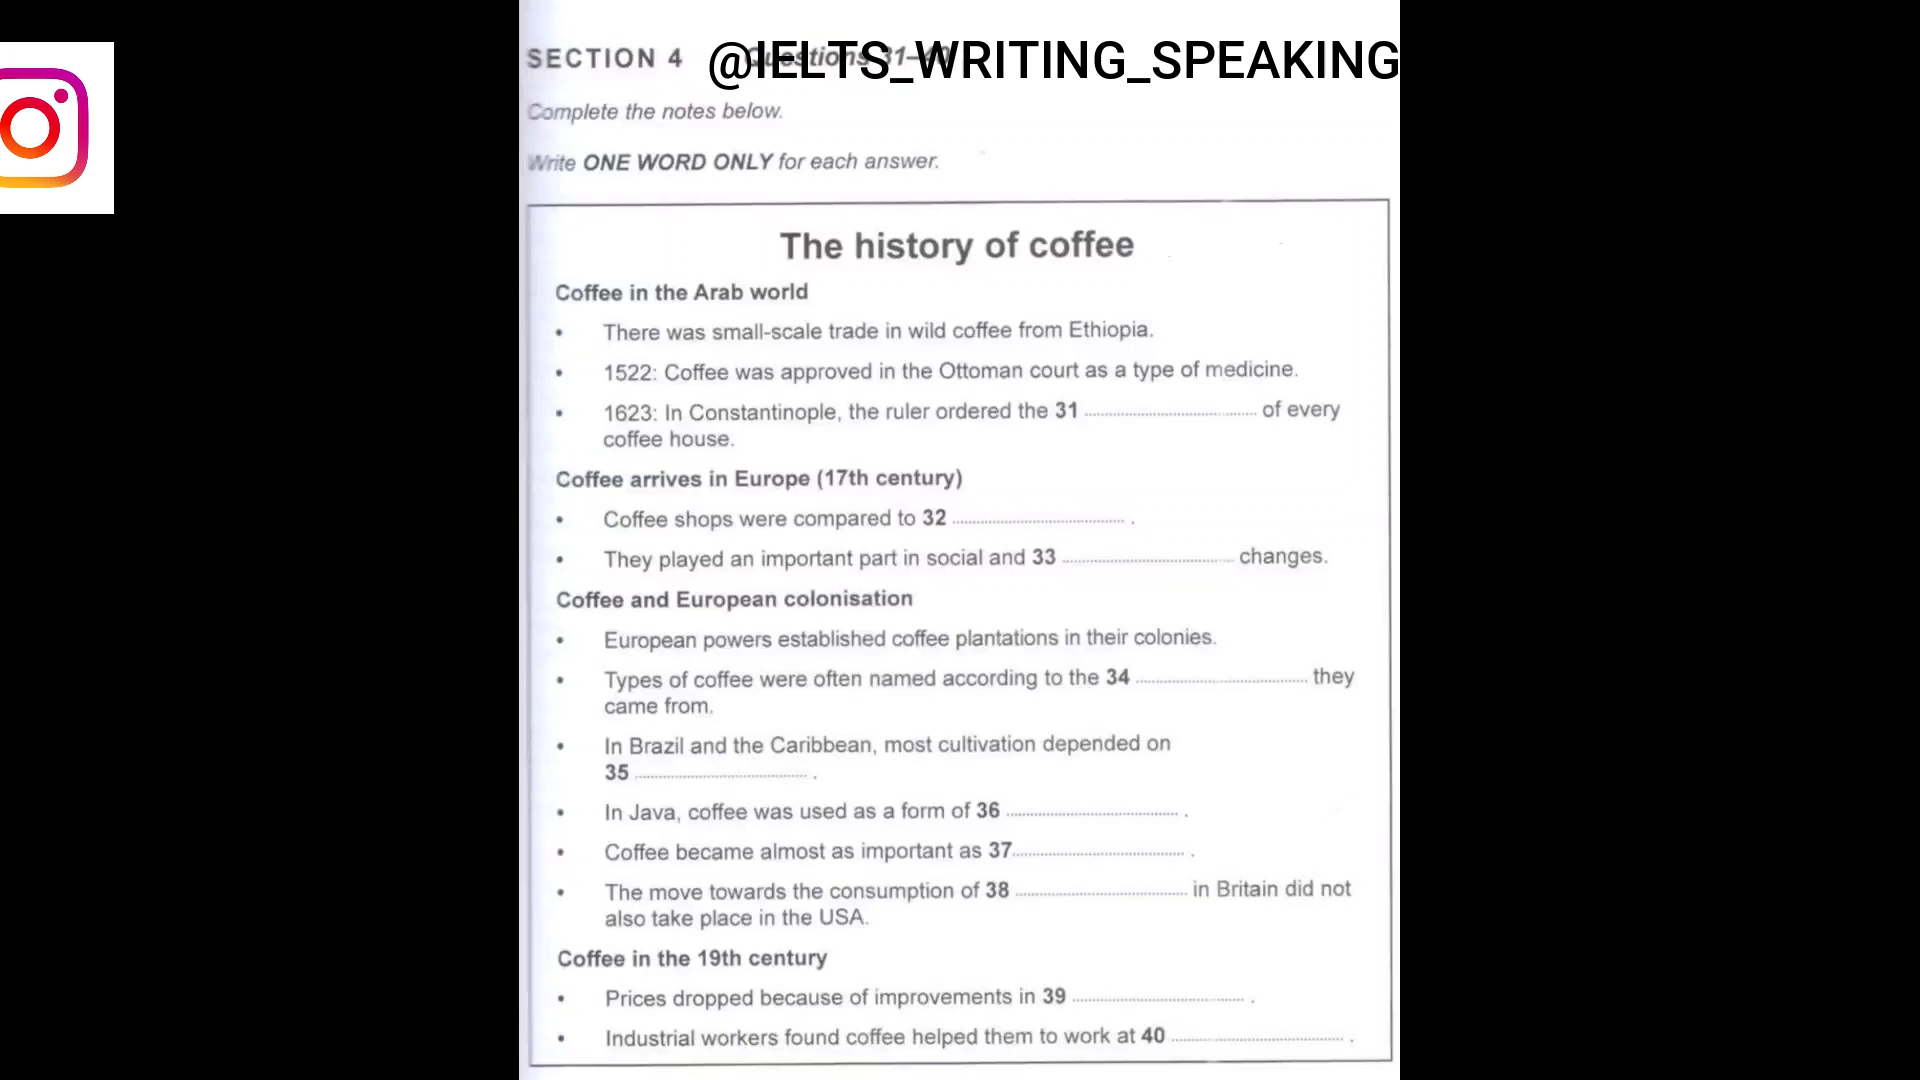 SECTION 4 Questions 31–40
@IELTS_WRITING_SPEAKING
Complete the notes below.
Write ONE WORD ONLY for each answer.
The history of coffee
Coffee in the Arab world
• There was small-scale trade in wild coffee from Ethiopia.
• 1522: Coffee was approved in the Ottoman court as a type of medicine.
• 1623: In Constantinople, the ruler ordered the 31 .................... of every
coffee house.
Coffee arrives in Europe (17th century)
• Coffee shops were compared to 32 .................... .
• They played an important part in social and 33 .................... changes.
Coffee and European colonisation
• European powers established coffee plantations in their colonies.
• Types of coffee were often named according to the 34 .................... they
came from.
• In Brazil and the Caribbean, most cultivation depended on
35 .................... .
• In Java, coffee was used as a form of 36 .................... .
• Coffee became almost as important as 37.................... .
• The move towards the consumption of 38 .................... in Britain did not
also take place in the USA.
Coffee in the 19th century
• Prices dropped because of improvements in 39 .................... .
• Industrial workers found coffee helped them to work at 40 .................... .